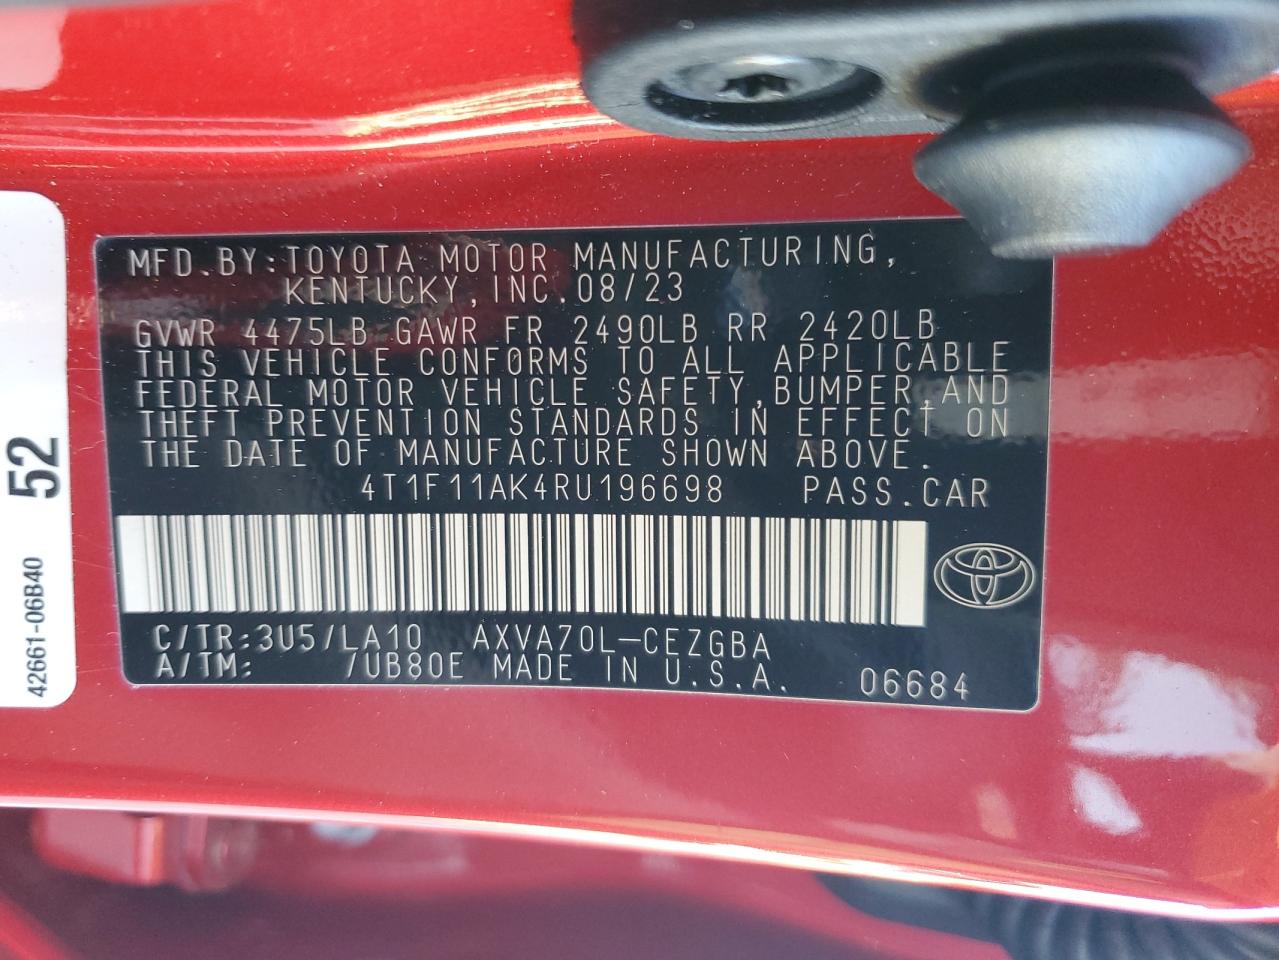 MFD.BY:TOYOTA MOTOR MANUFACTURING,
KENTUCKY,INC.08/23
GVWR 4475LB GAWR FR 2490LB RR 2420LB
THIS VEHICLE CONFORMS TO ALL APPLICABLE
FEDERAL MOTOR VEHICLE SAFETY,BUMPER,AND
THEFT PREVENTION STANDARDS IN EFFECT ON
THE DATE OF MANUFACTURE SHOWN ABOVE.
4T1F11AK4RU196698 PASS.CAR
C/TR:3U5/LA10 AXVA70L-CEZGBA
A/TM: /UB80E MADE IN U.S.A. 06684
52
42661-06B40